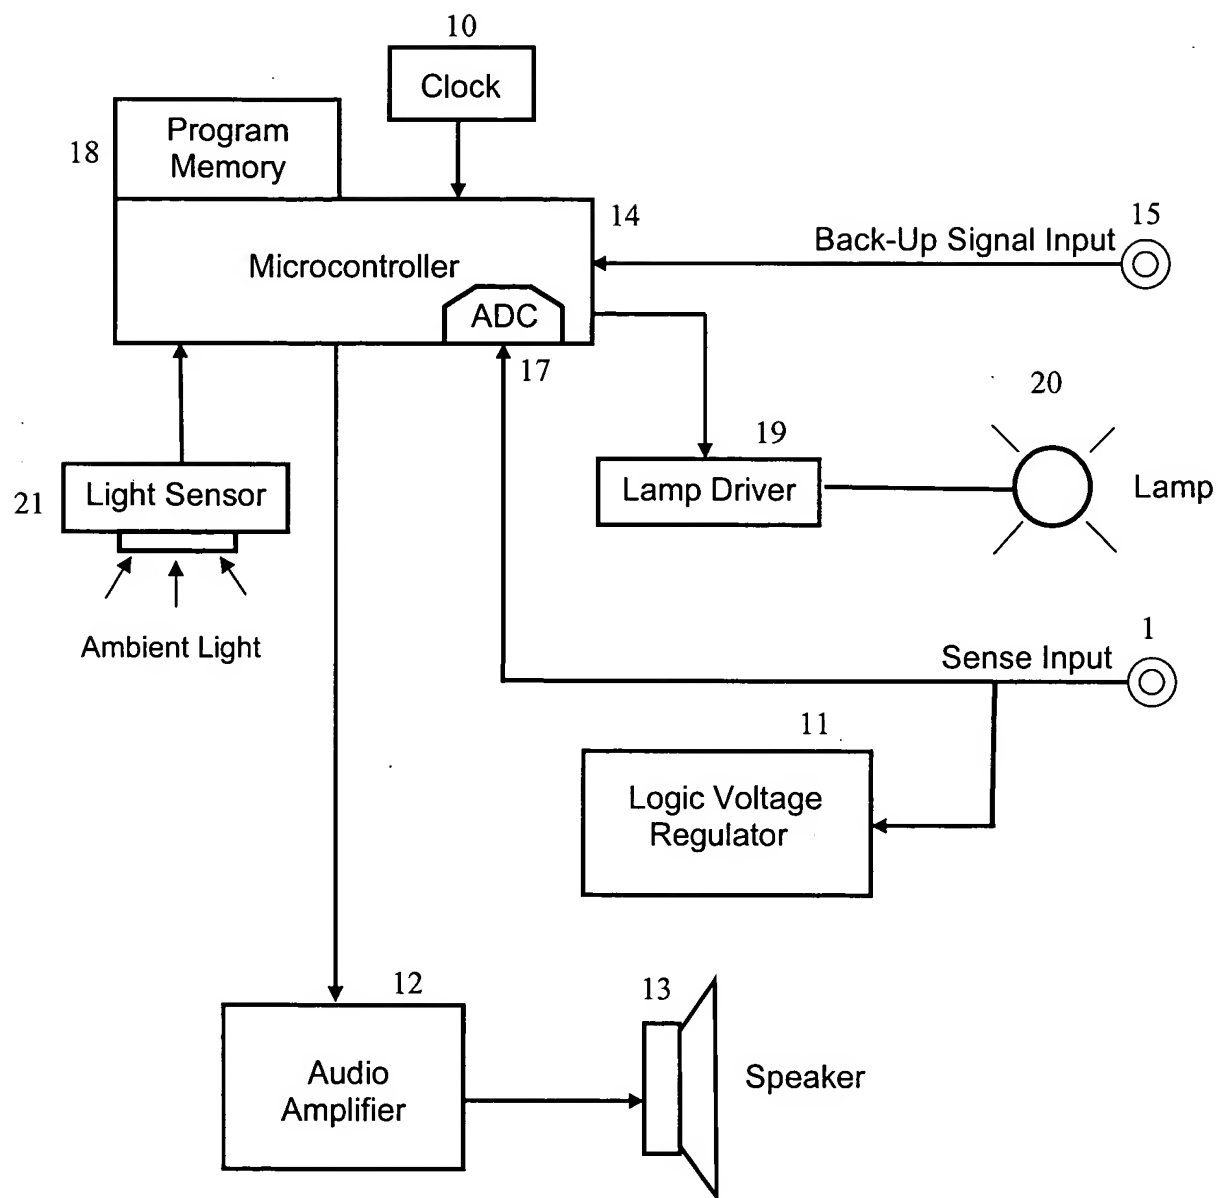 10
Clock
Program
Memory
18
14
15
Back-Up Signal Input
Microcontroller
ADC
17
20
19
Lamp Driver
Lamp
21
Light Sensor
Ambient Light
1
Sense Input
11
Logic Voltage
Regulator
12
13
Audio
Amplifier
Speaker